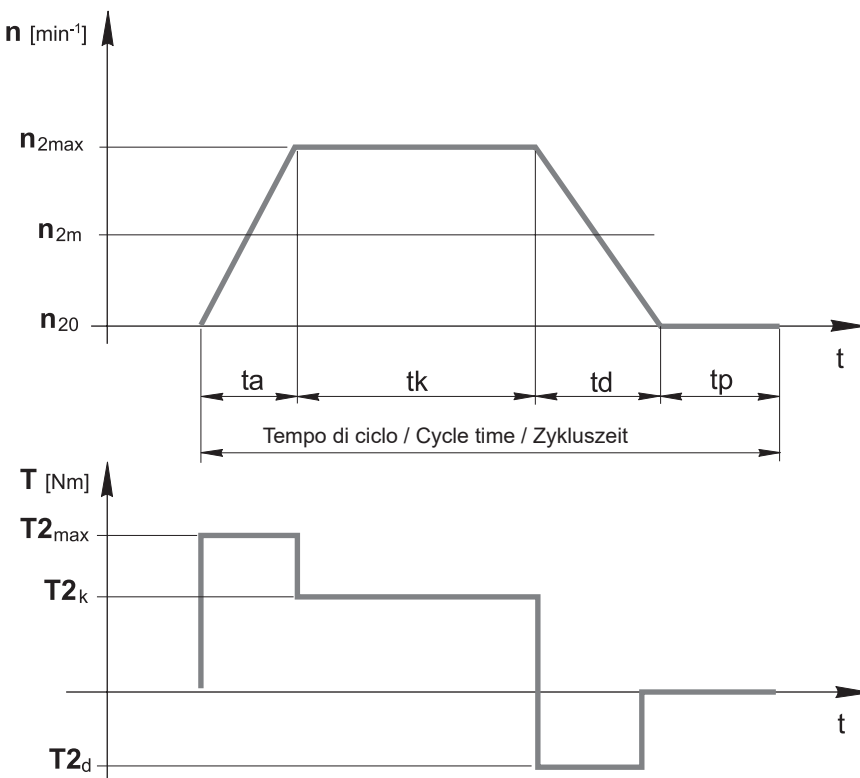 n [min⁻¹]
n2max
n2m
n20
t
ta tk td tp
Tempo di ciclo / Cycle time / Zykluszeit
T [Nm]
T2max
T2k
t
T2d